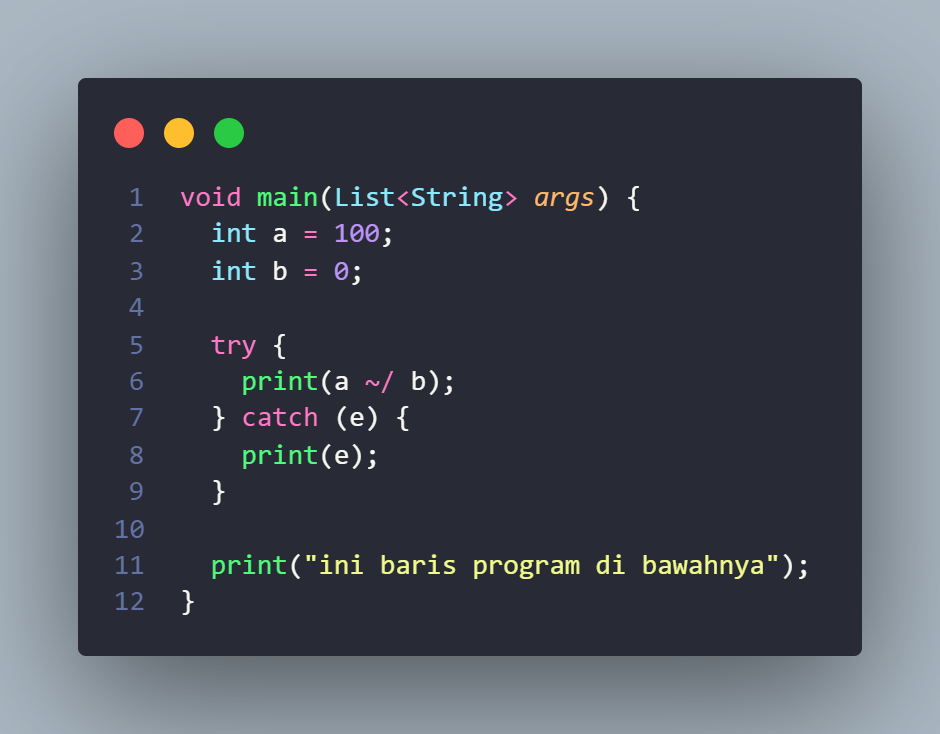 1 void main(List<String> args) {
2   int a = 100;
3   int b = 0;
4
5   try {
6     print(a ~/ b);
7   } catch (e) {
8     print(e);
9   }
10
11   print("ini baris program di bawahnya");
12 }